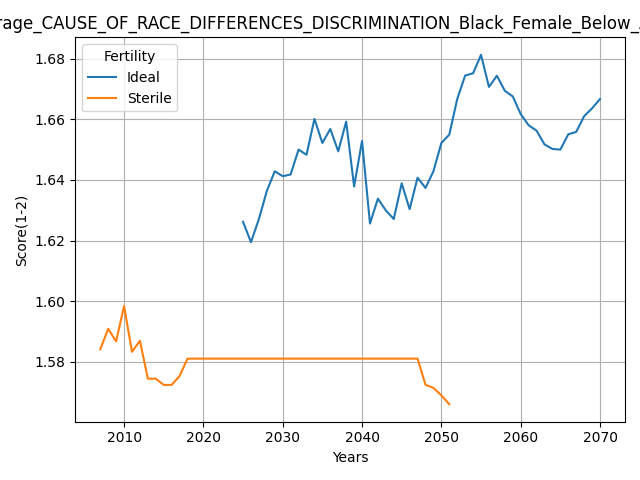 rage_CAUSE_OF_RACE_DIFFERENCES_DISCRIMINATION_Black_Female_Below_
Fertility
Ideal
Sterile
Score(1-2)
1.68
1.66
1.64
1.62
1.60
1.58
2010 2020 2030 2040 2050 2060 2070
Years